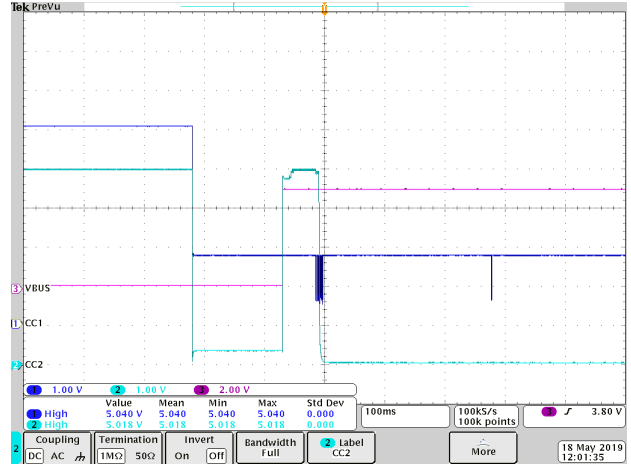 Tek PreVu
T
3 VBUS
1 CC1
2 CC2
1 1.00 V 2 1.00 V 3 2.00 V
Value Mean Min Max Std Dev
1 High 5.040 V 5.040 5.040 5.040 0.000
2 High 5.018 V 5.018 5.018 5.018 0.000
100ms
100kS/s
100k points
3 3.80 V
2
Coupling
DC AC
Termination
1MΩ 50Ω
Invert
On Off
Bandwidth
Full
2 Label
CC2
More
18 May 2019
12:01:35